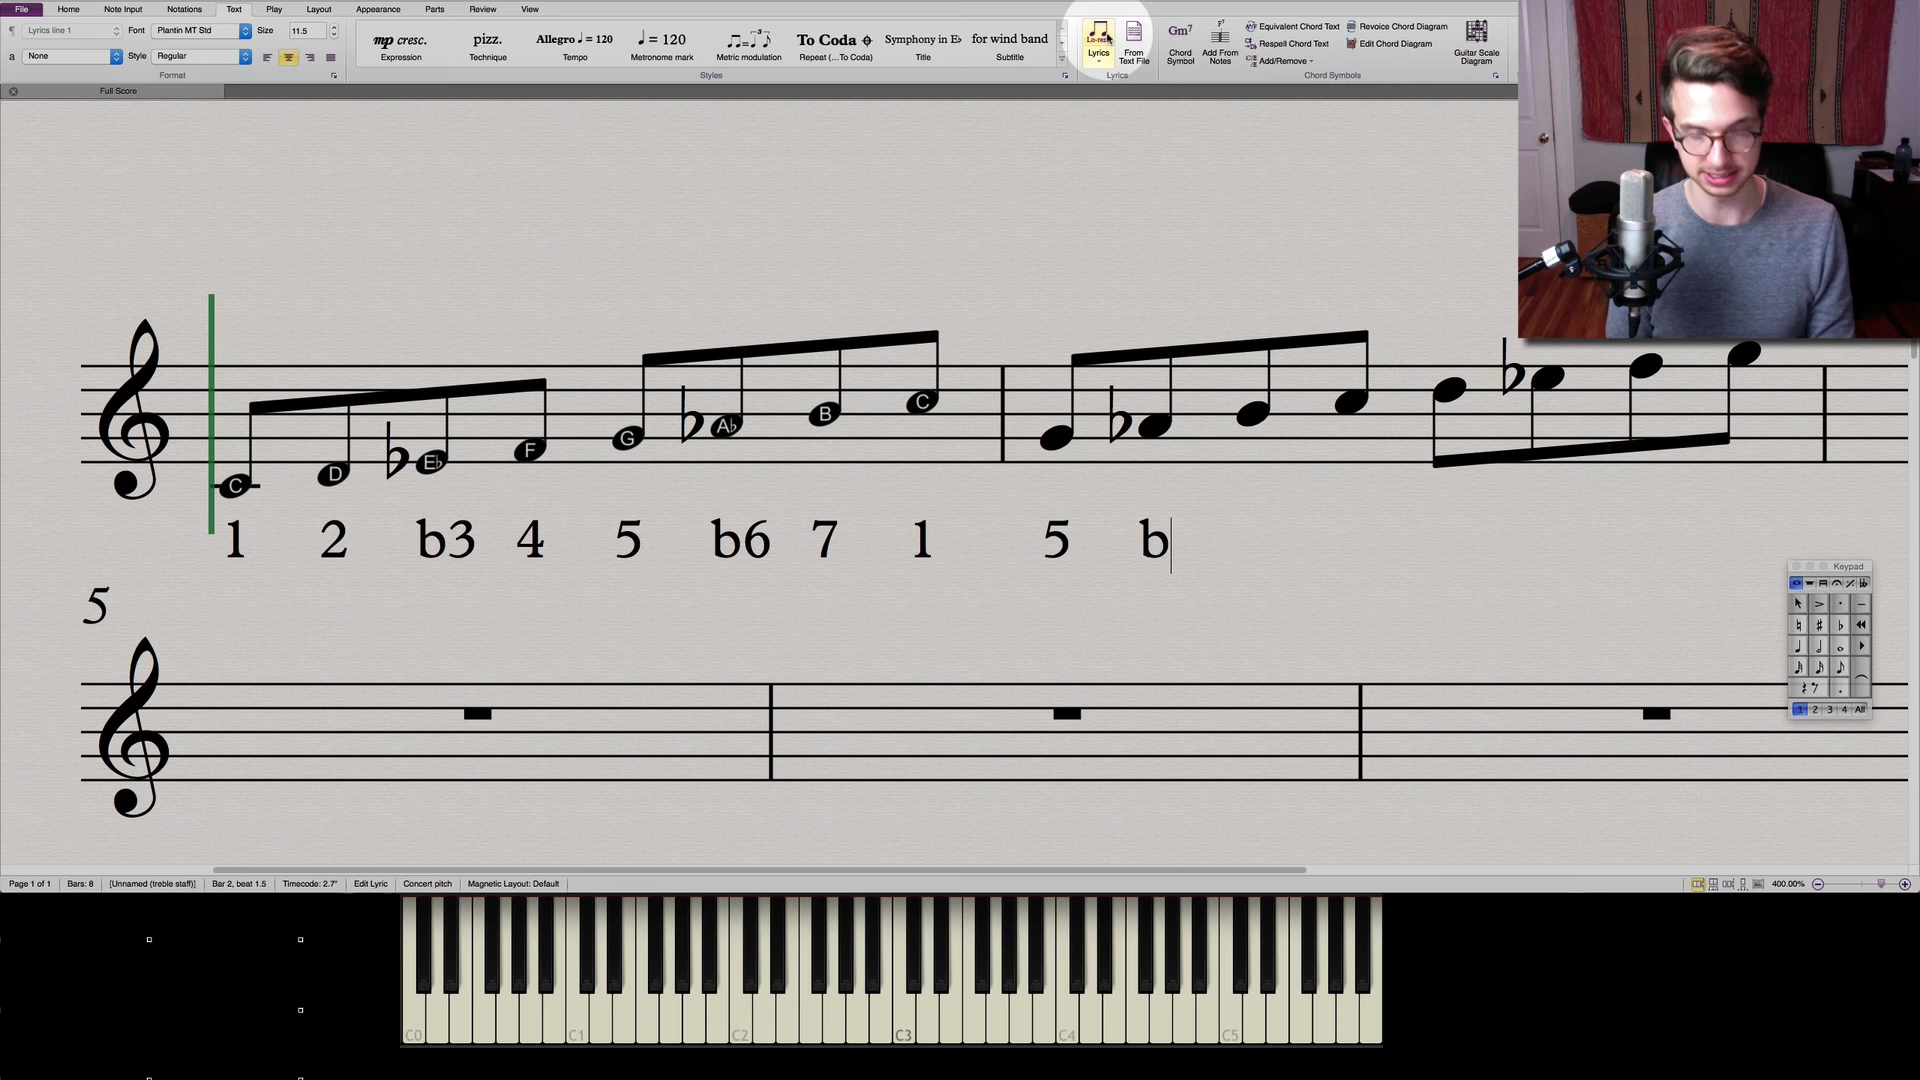 File Home Note Input Notations Text Play Layout Appearance Parts Review View
Lyrics line 1 Font Plantin MT Std Size 11.5
a None Style Regular
Format
mp cresc. pizz. Allegro ♩ = 120 ♩ = 120 3 To Coda Symphony in E♭ for wind band
Expression Technique Tempo Metronome mark Metric modulation Repeat (...To Coda) Title Subtitle
Styles
Lyrics From Text File
Lyrics
Gm7 Chord Symbol Add From Notes
Equivalent Chord Text Revoice Chord Diagram
Respell Chord Text Edit Chord Diagram
Add/Remove
Guitar Scale Diagram
Chord Symbols
Full Score
C D E♭ F G A♭ B C
1 2 b3 4 5 b6 7 1 5 b
5
Keypad
1 2 3 4 All
Page 1 of 1 Bars: 8 [Unnamed (treble staff)] Bar 2, beat 1.5 Timecode: 2.7" Edit Lyric Concert pitch Magnetic Layout: Default 400.00%
C0 C1 C2 C3 C4 C5